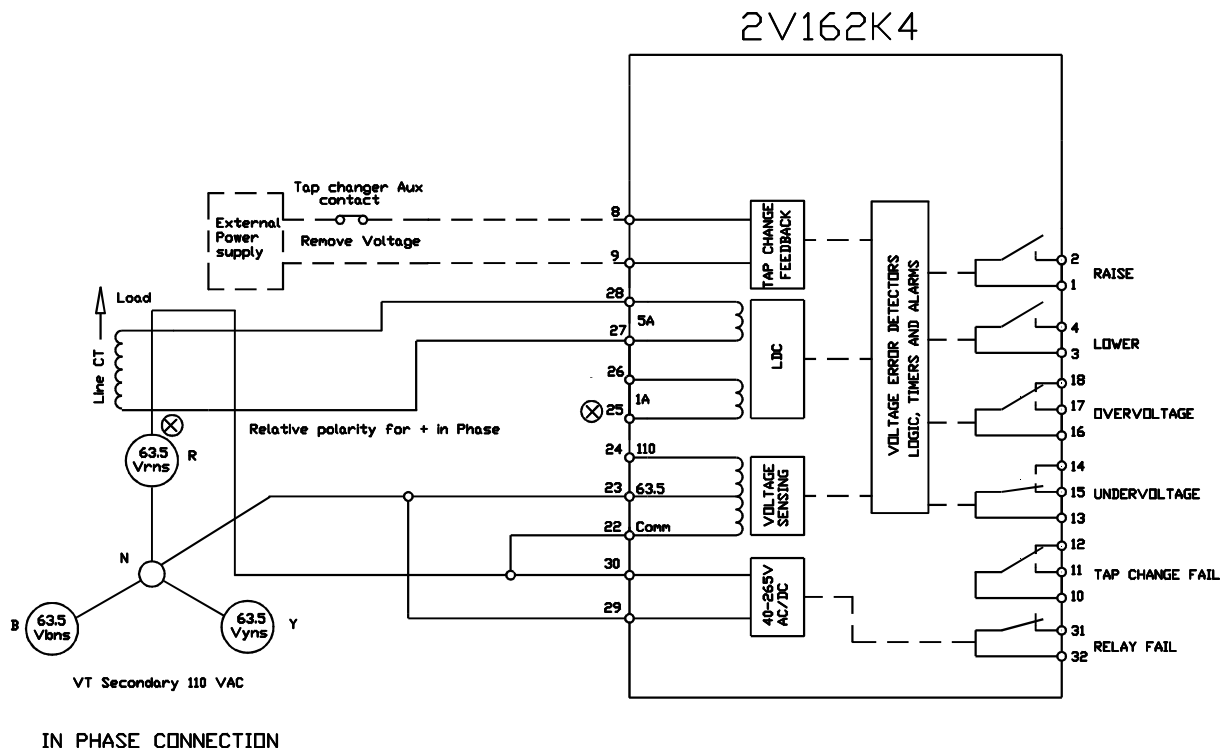 2V162K4
Tap changer Aux
contact
External
Power
supply
Remove Voltage
8
9
TAP CHANGE
FEEDBACK
Load
Line CT
28
5A
27
26
1A
25
LDC
Relative polarity for + in Phase
63.5
Vrns
R
24
110
23
63.5
22
Comm
VOLTAGE
SENSING
30
29
40-265V
AC/DC
VOLTAGE ERROR DETECTORS
LOGIC, TIMERS AND ALARMS
N
B
63.5
Vbns
63.5
Vyns
Y
VT Secondary 110 VAC
2
1
RAISE
4
3
LOWER
18
17
16
OVERVOLTAGE
14
15
13
UNDERVOLTAGE
12
11
10
TAP CHANGE FAIL
31
32
RELAY FAIL
IN PHASE CONNECTION